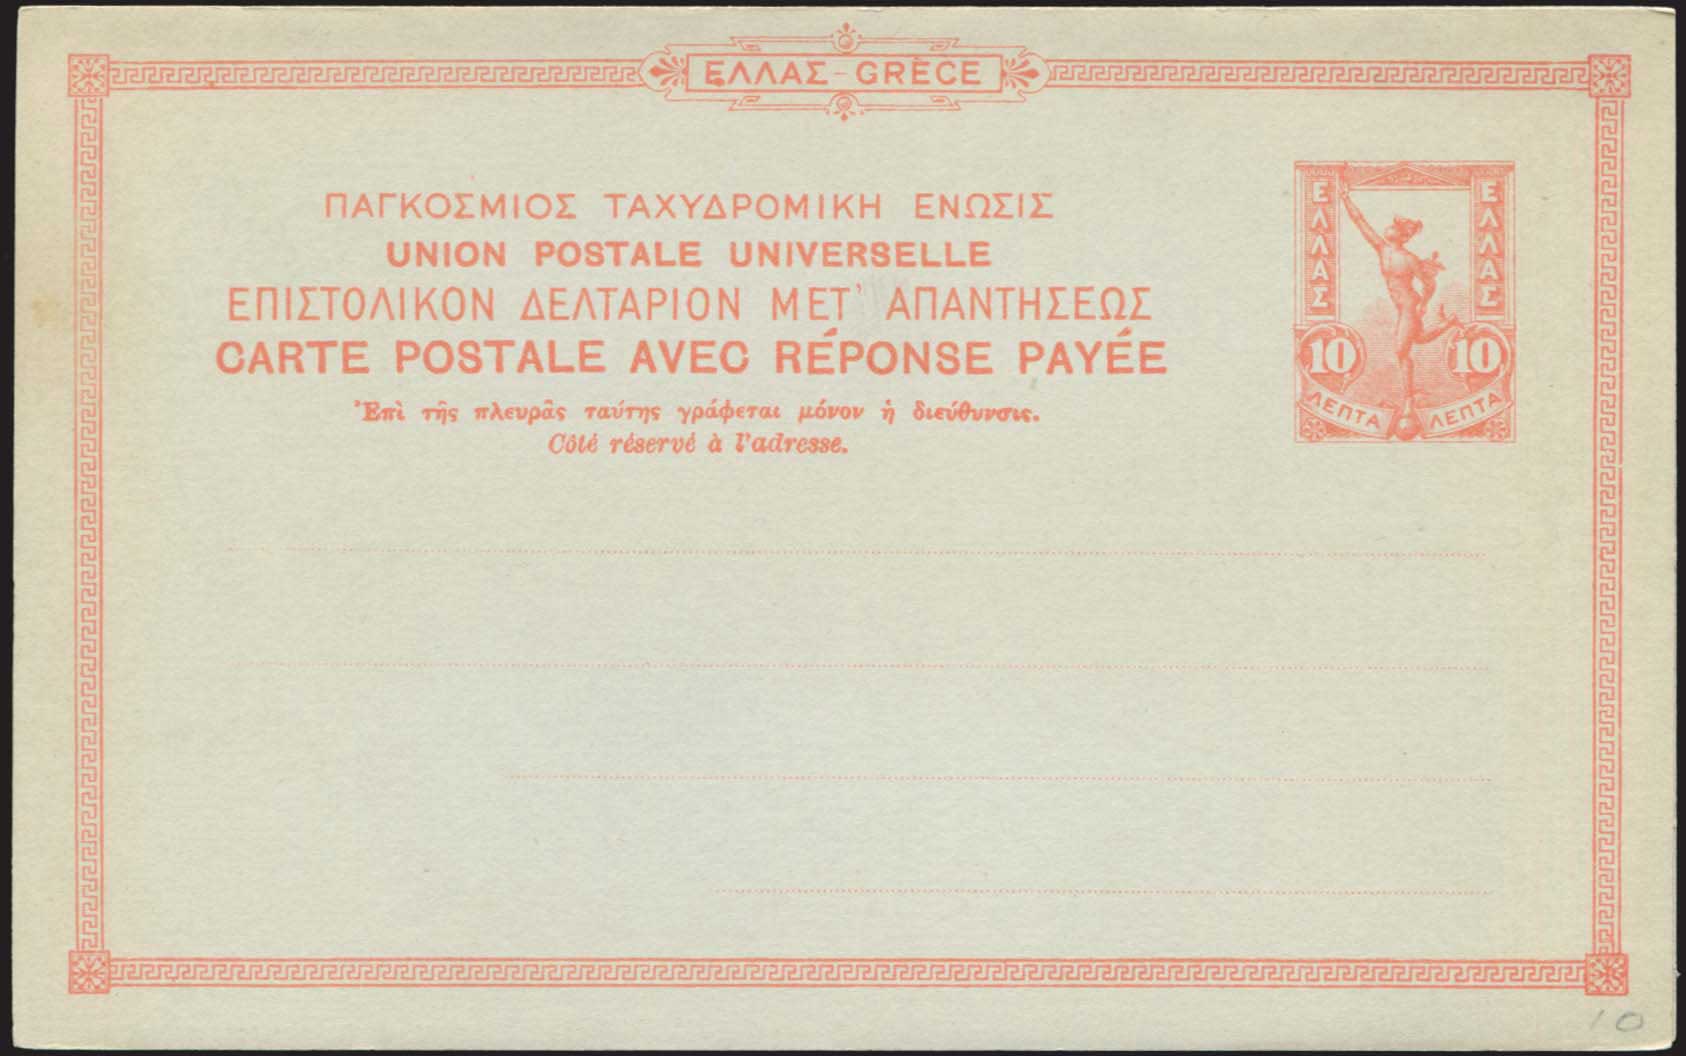 ΕΛΛΑΣ - GRÈCE
ΠΑΓΚΟΣΜΙΟΣ ΤΑΧΥΔΡΟΜΙΚΗ ΕΝΩΣΙΣ
UNION POSTALE UNIVERSELLE
ΕΠΙΣΤΟΛΙΚΟΝ ΔΕΛΤΑΡΙΟΝ ΜΕΤ' ΑΠΑΝΤΗΣΕΩΣ
CARTE POSTALE AVEC RÉPONSE PAYÉE
Ἐπὶ τῆς πλευρᾶς ταύτης γράφεται μόνον ἡ διεύθυνσις.
Côté réservé à l'adresse.
ΕΛΛΑΣ
ΕΛΛΑΣ
10 10
ΛΕΠΤΑ ΛΕΠΤΑ
10